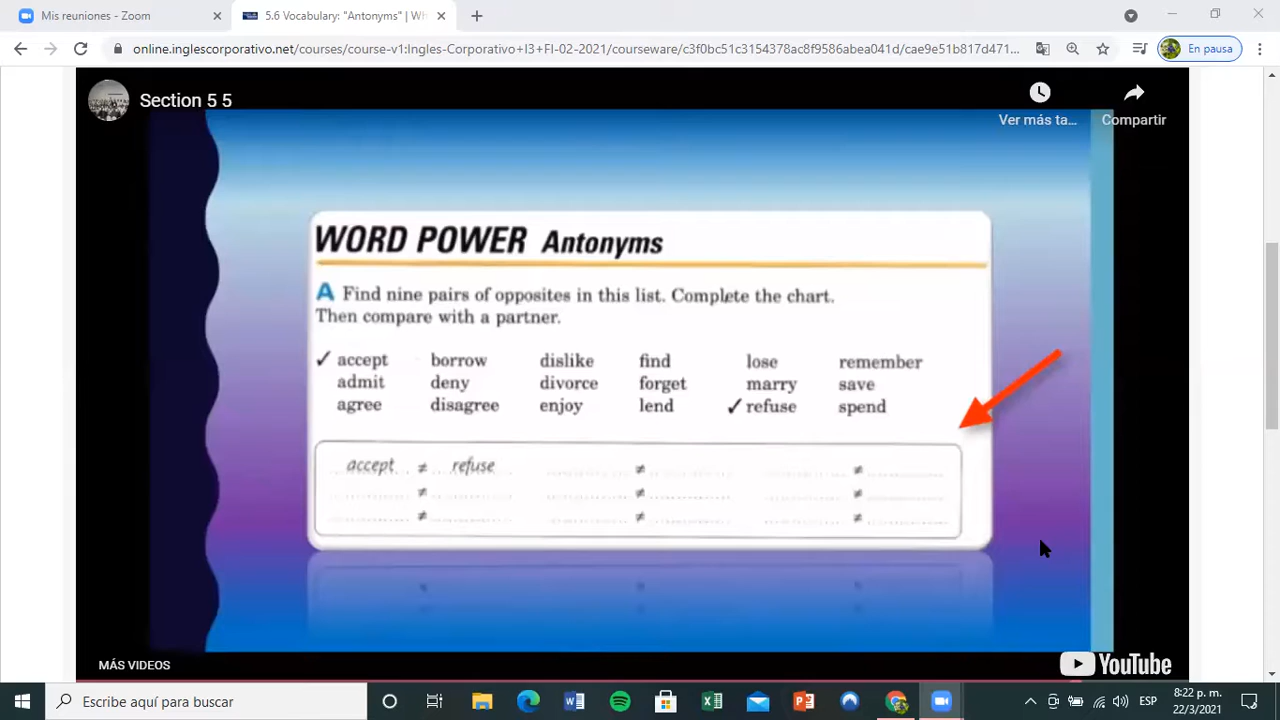 Mis reuniones - Zoom
5.6 Vocabulary: "Antonyms" | Wh
online.inglescorporativo.net/courses/course-v1:Ingles-Corporativo+I3+FI-02-2021/courseware/c3f0bc51c3154378ac8f9586abea041d/cae9e51b817d471...
En pausa
Section 5 5
Ver más ta...
Compartir
WORD POWER Antonyms
A Find nine pairs of opposites in this list. Complete the chart.
Then compare with a partner.
✓ accept borrow dislike find lose remember
admit deny divorce forget marry save
agree disagree enjoy lend ✓ refuse spend
accept ≠ refuse ≠ ≠
≠ ≠ ≠
≠ ≠ ≠
MÁS VIDEOS
YouTube
Escribe aquí para buscar
ESP
8:22 p. m.
22/3/2021